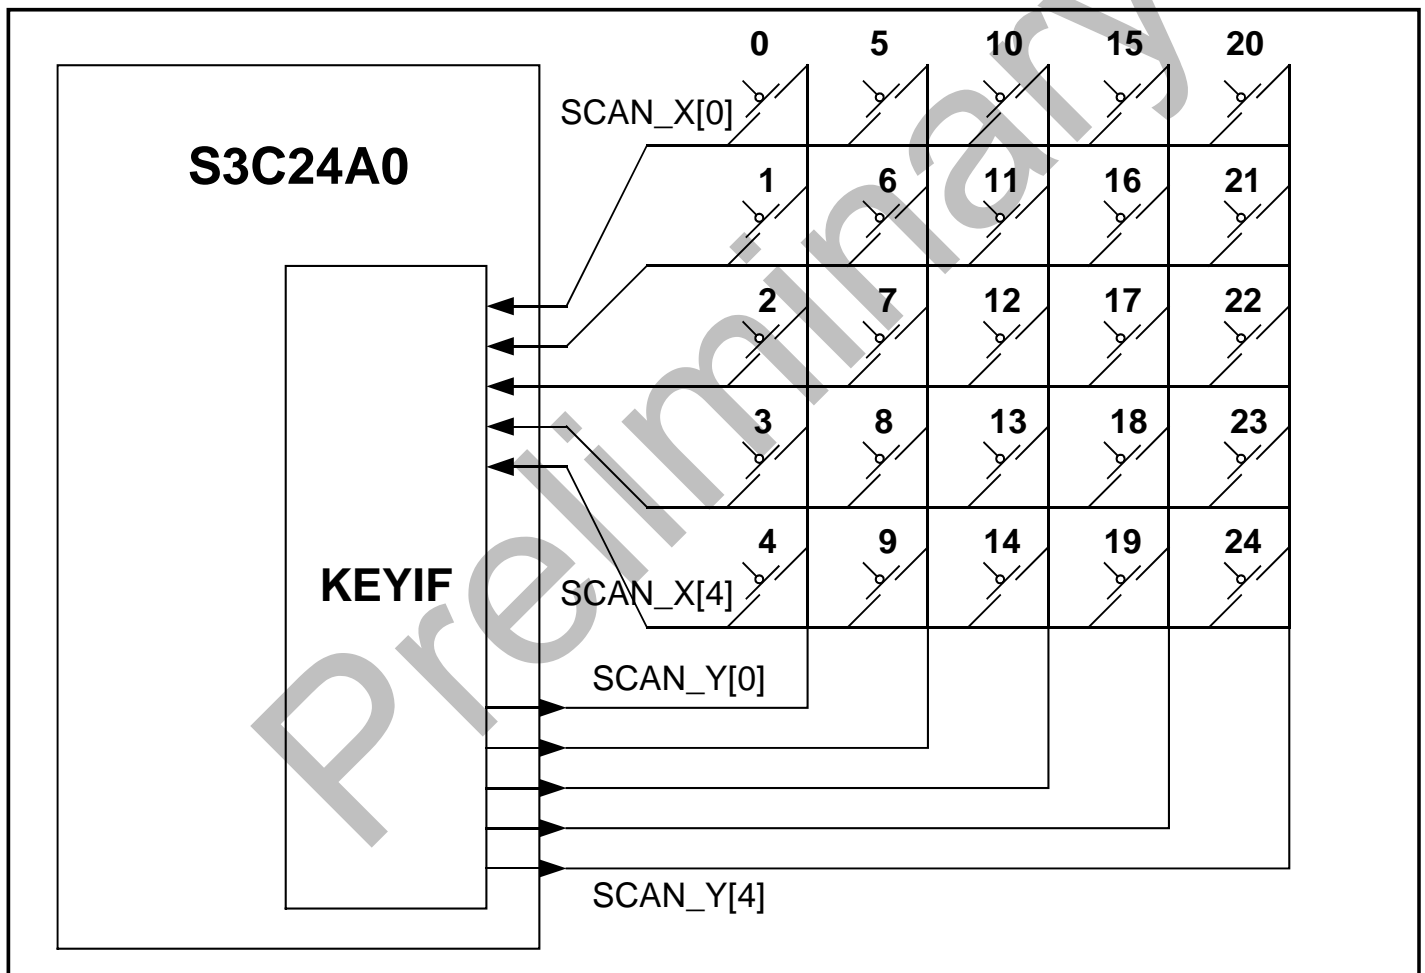 0 5 10 15 20
SCAN_X[0]
S3C24A0
1 6 11 16 21
2 7 12 17 22
3 8 13 18 23
4 9 14 19 24
KEYIF
SCAN_X[4]
SCAN_Y[0]
SCAN_Y[4]
Preliminary